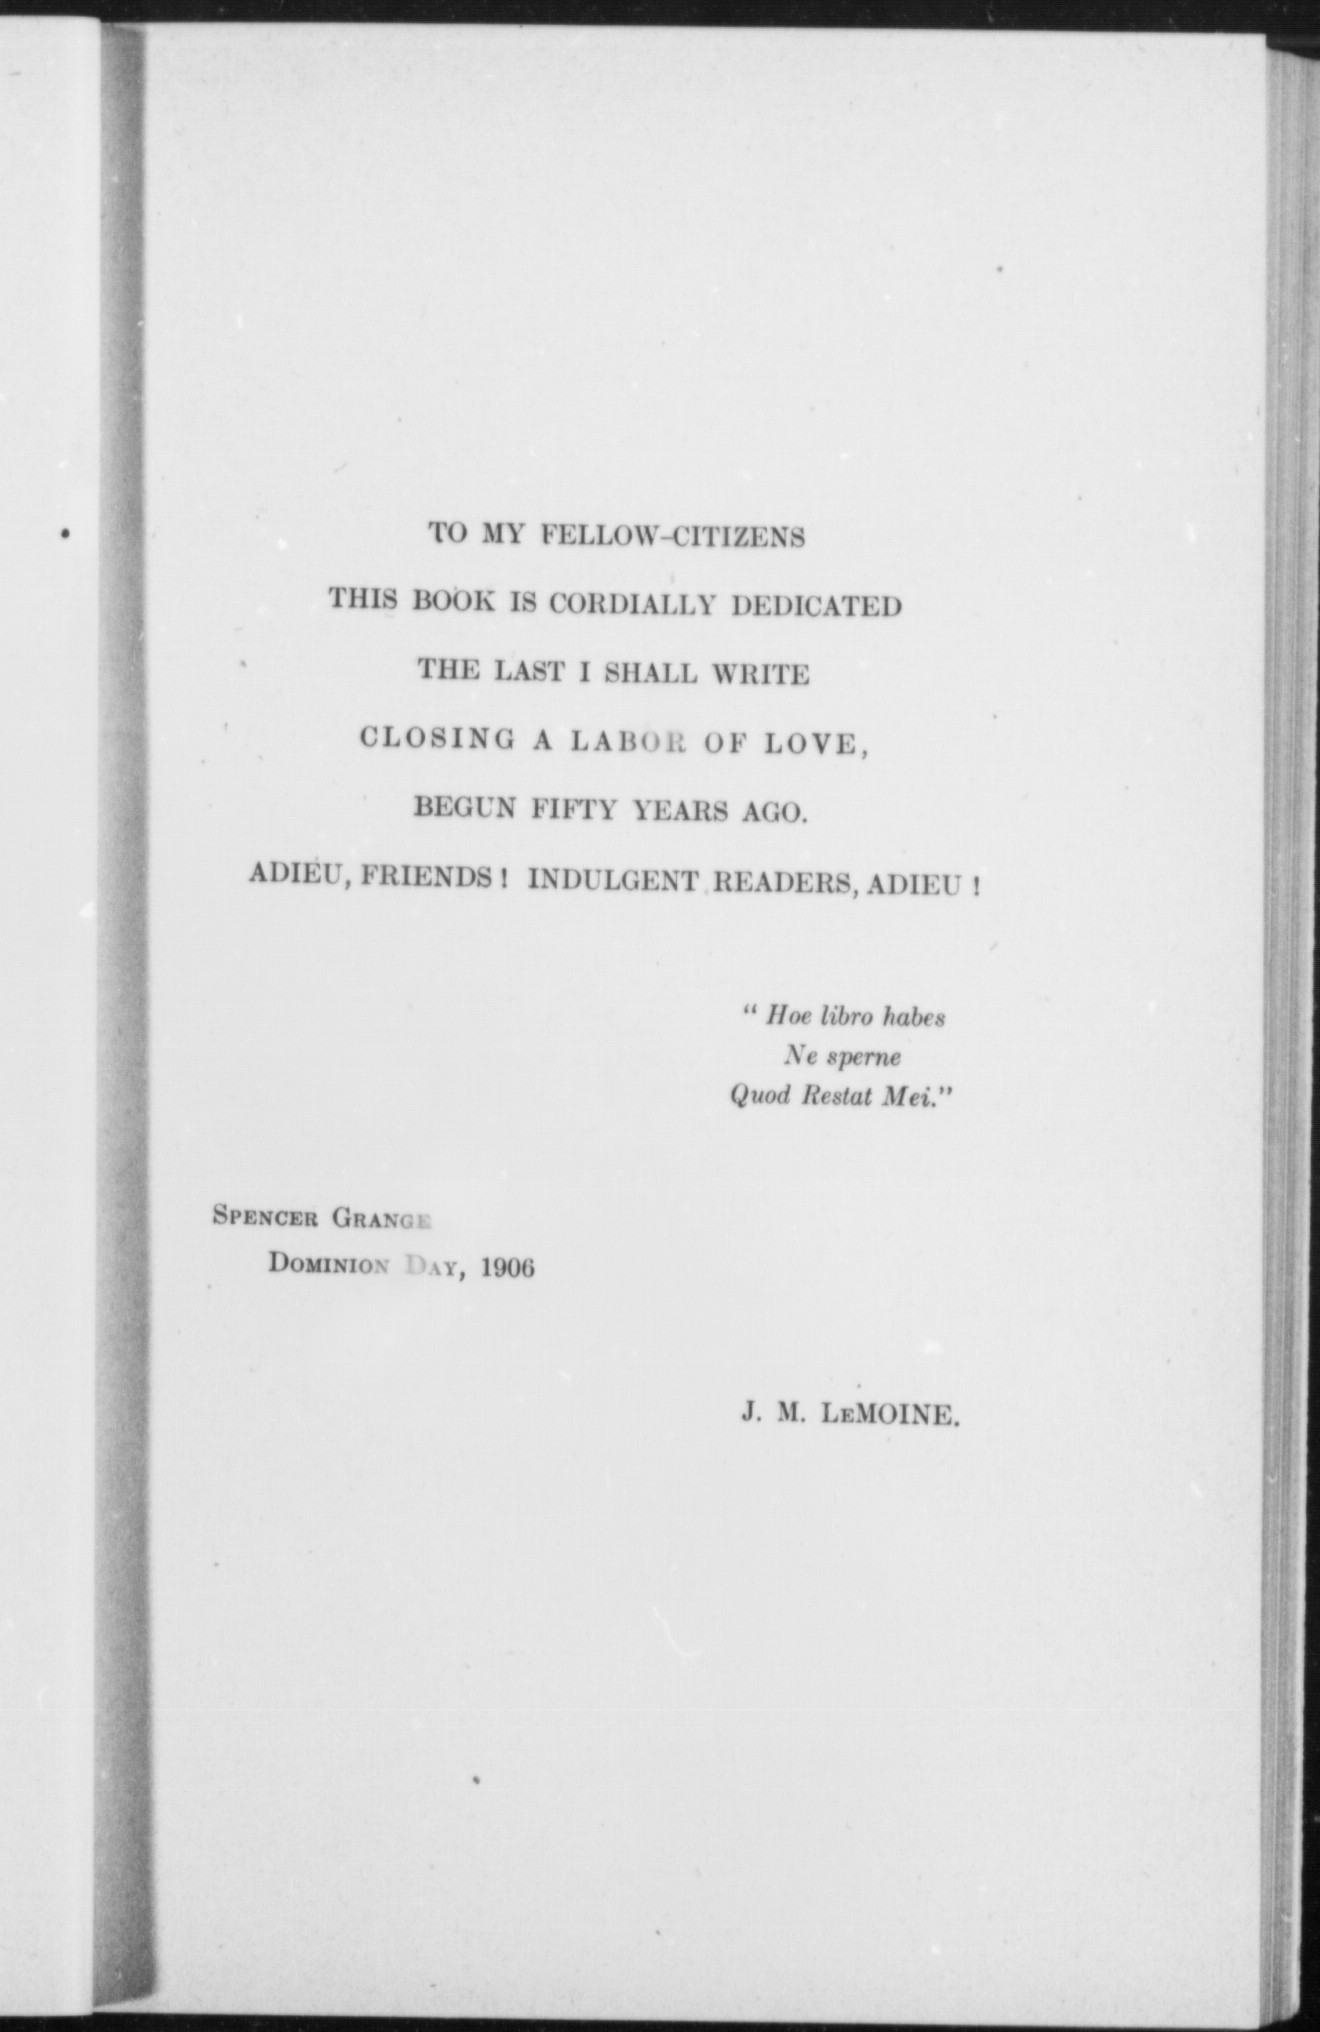 TO MY FELLOW-CITIZENS
THIS BOOK IS CORDIALLY DEDICATED
THE LAST I SHALL WRITE
CLOSING A LABOR OF LOVE,
BEGUN FIFTY YEARS AGO.
ADIEU, FRIENDS! INDULGENT READERS, ADIEU!
“Hoe libro habes
Ne sperne
Quod Restat Mei.”
SPENCER GRANGE
DOMINION DAY, 1906
J. M. LEMOINE.